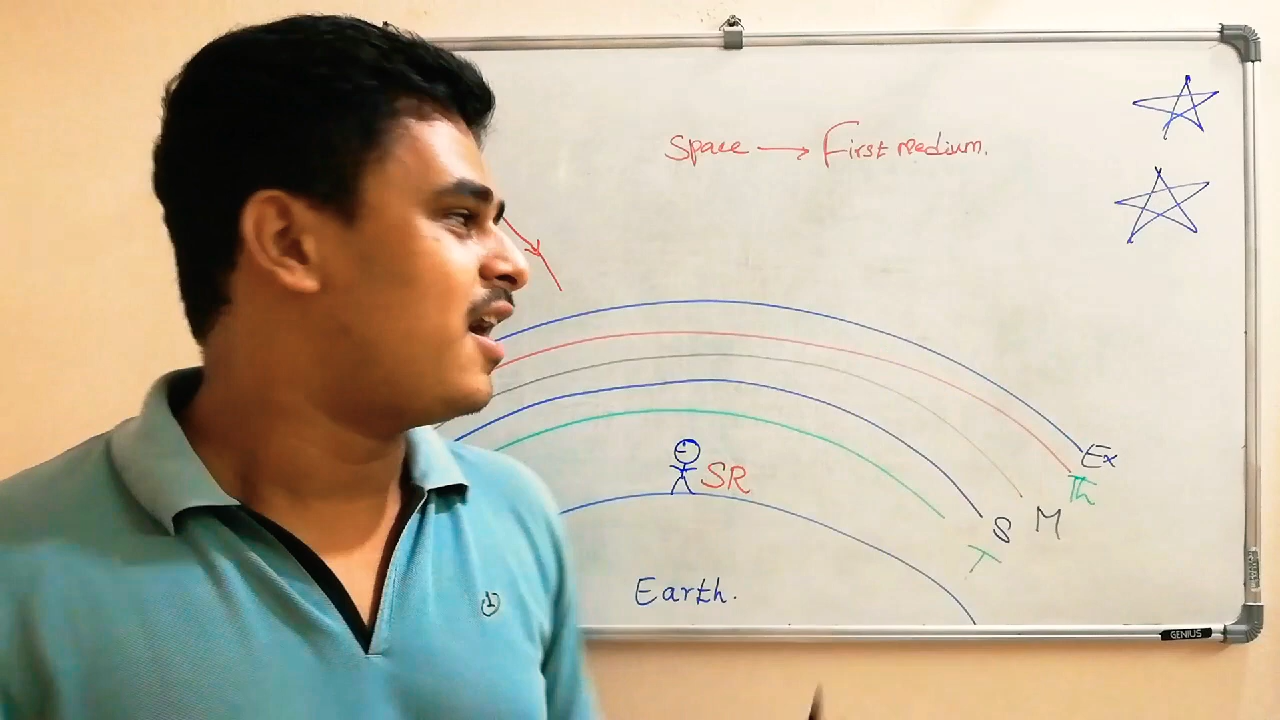 Space → First medium.
Ex
Th
SR
M
S
T
Earth.
GENIUS